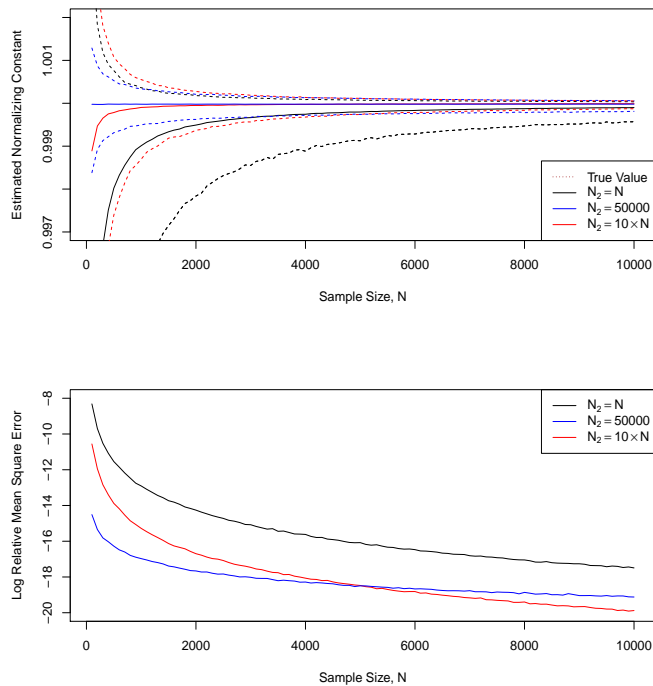 Estimated Normalizing Constant
1.001
0.999
0.997
True Value
N₂ = N
N₂ = 50000
N₂ = 10×N
0 2000 4000 6000 8000 10000
Sample Size, N
Log Relative Mean Square Error
−8
−10
−12
−14
−16
−18
−20
N₂ = N
N₂ = 50000
N₂ = 10×N
0 2000 4000 6000 8000 10000
Sample Size, N